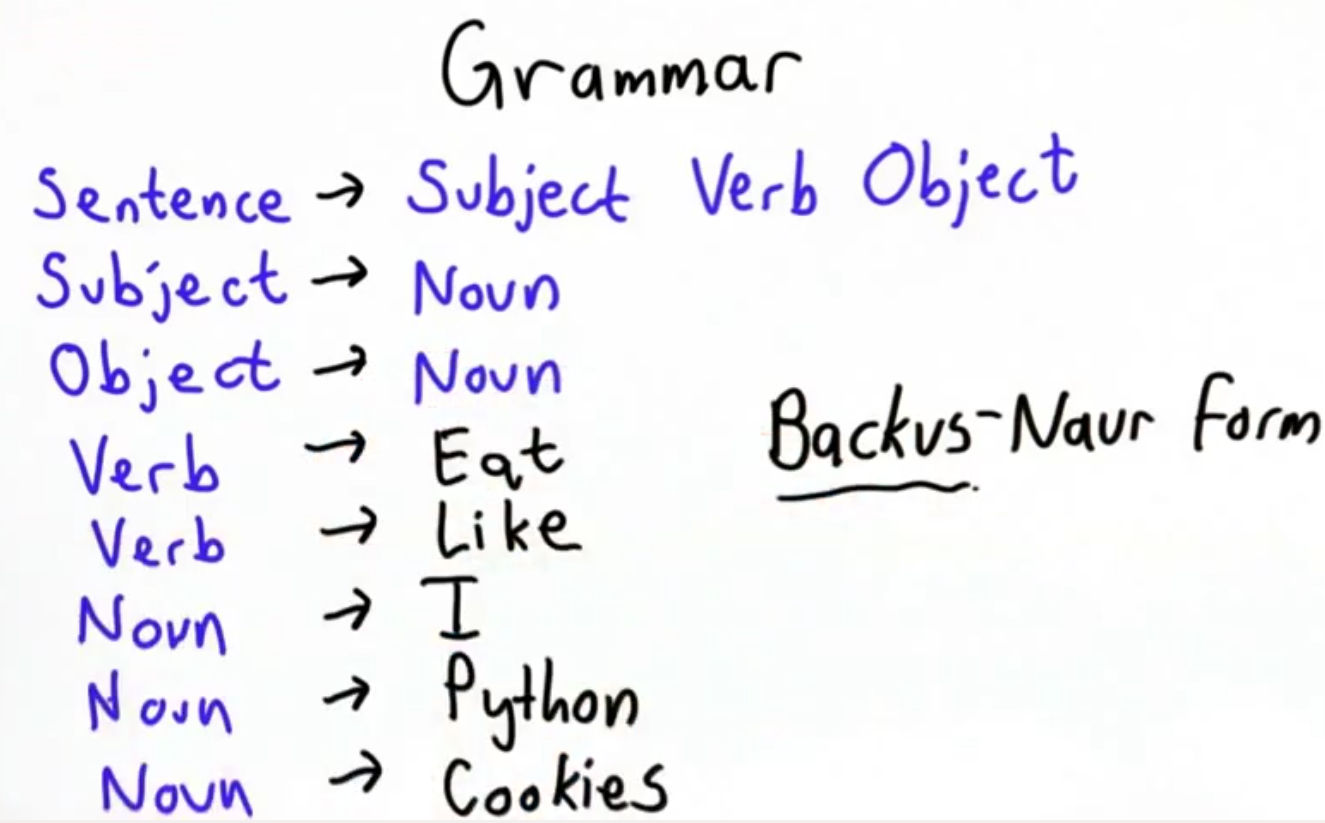 Grammar
Sentence → Subject Verb Object
Subject → Noun
Object → Noun
Backus-Naur Form
Verb → Eat
Verb → Like
Noun → I
Noun → Python
Noun → Cookies